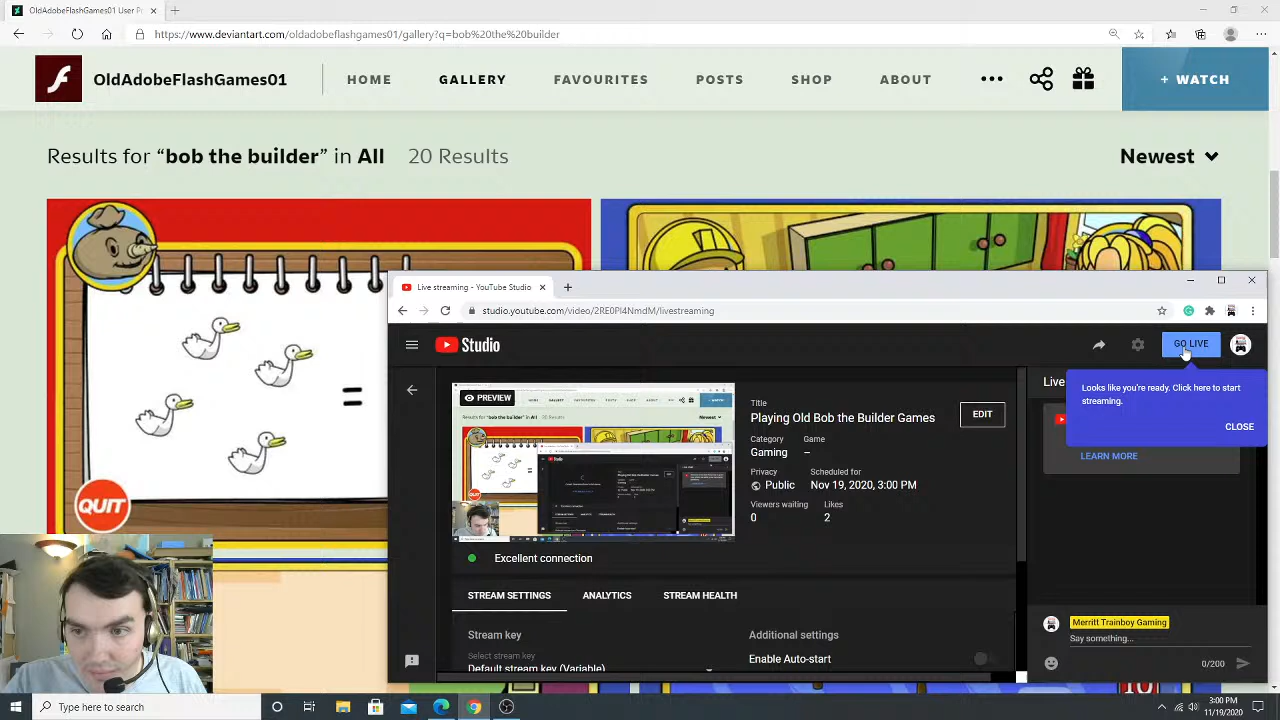 OldAdobeFlashGames01 User Pr
https://www.deviantart.com/oldadobeflashgames01/gallery?q=bob%20the%20builder
OldAdobeFlashGames01
HOME
GALLERY
FAVOURITES
POSTS
SHOP
ABOUT
+ WATCH
Results for “bob the builder” in All
20 Results
Newest
=
QUIT
Live streaming - YouTube Studio
studio.youtube.com/video/2RE0Pl4NmdM/livestreaming
Studio
GO LIVE
Looks like you're ready. Click here to start
streaming.
CLOSE
Live
LEARN MORE
PREVIEW
Title
Playing Old Bob the Builder Games
EDIT
Category
Game
Gaming
–
Privacy
Scheduled for
Public
Nov 19, 2020, 3:00 PM
Viewers waiting
Likes
0
2
Excellent connection
STREAM SETTINGS
ANALYTICS
STREAM HEALTH
Stream key
Additional settings
Select stream key
Default stream key (Variable)
Enable Auto-start
Merritt Trainboy Gaming
Say something...
0/200
10
Type here to search
3:00 PM
11/19/2020